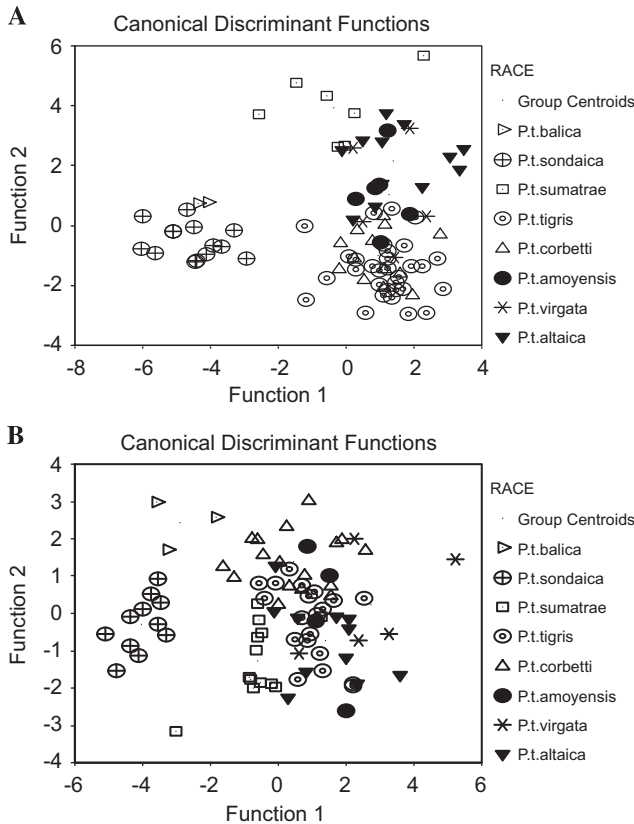 A
Canonical Discriminant Functions
6
4
2
0
-2
-4
Function 2
-8 -6 -4 -2 0 2 4
Function 1
RACE
Group Centroids
P.t.balica
P.t.sondaica
P.t.sumatrae
P.t.tigris
P.t.corbetti
P.t.amoyensis
P.t.virgata
P.t.altaica
B
Canonical Discriminant Functions
4
3
2
1
0
-1
-2
-3
-4
Function 2
-6 -4 -2 0 2 4 6
Function 1
RACE
Group Centroids
P.t.balica
P.t.sondaica
P.t.sumatrae
P.t.tigris
P.t.corbetti
P.t.amoyensis
P.t.virgata
P.t.altaica